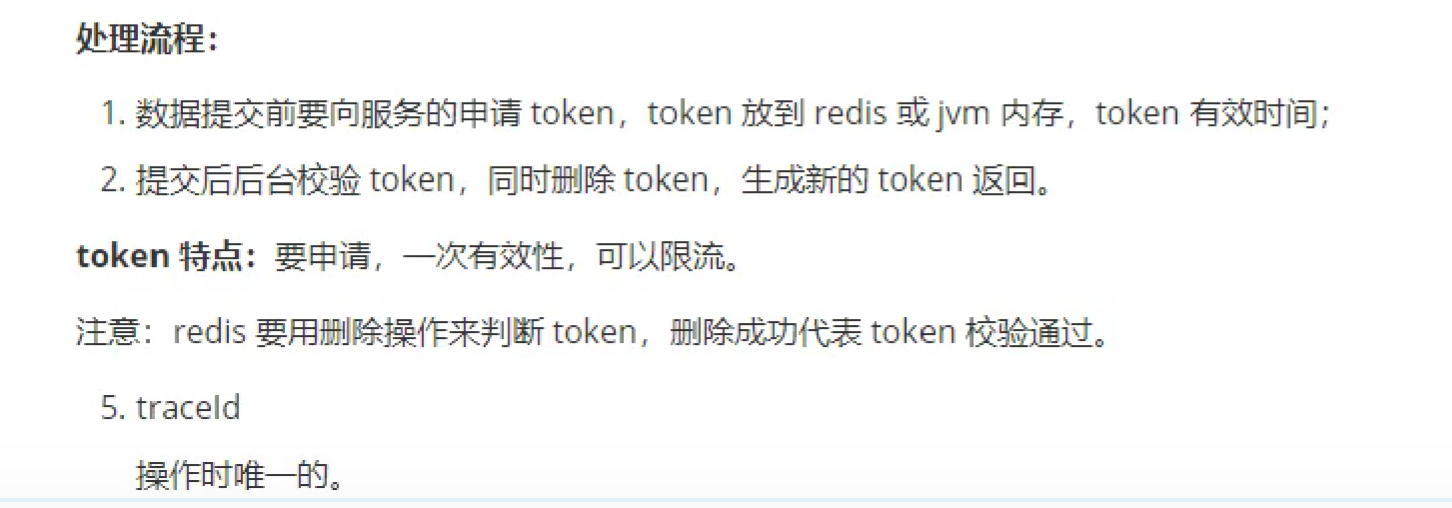 处理流程：
1. 数据提交前要向服务的申请 token，token 放到 redis 或 jvm 内存，token 有效时间；
2. 提交后后台校验 token，同时删除 token，生成新的 token 返回。
token 特点：要申请，一次有效性，可以限流。
注意：redis 要用删除操作来判断 token，删除成功代表 token 校验通过。
5. traceId
操作时唯一的。